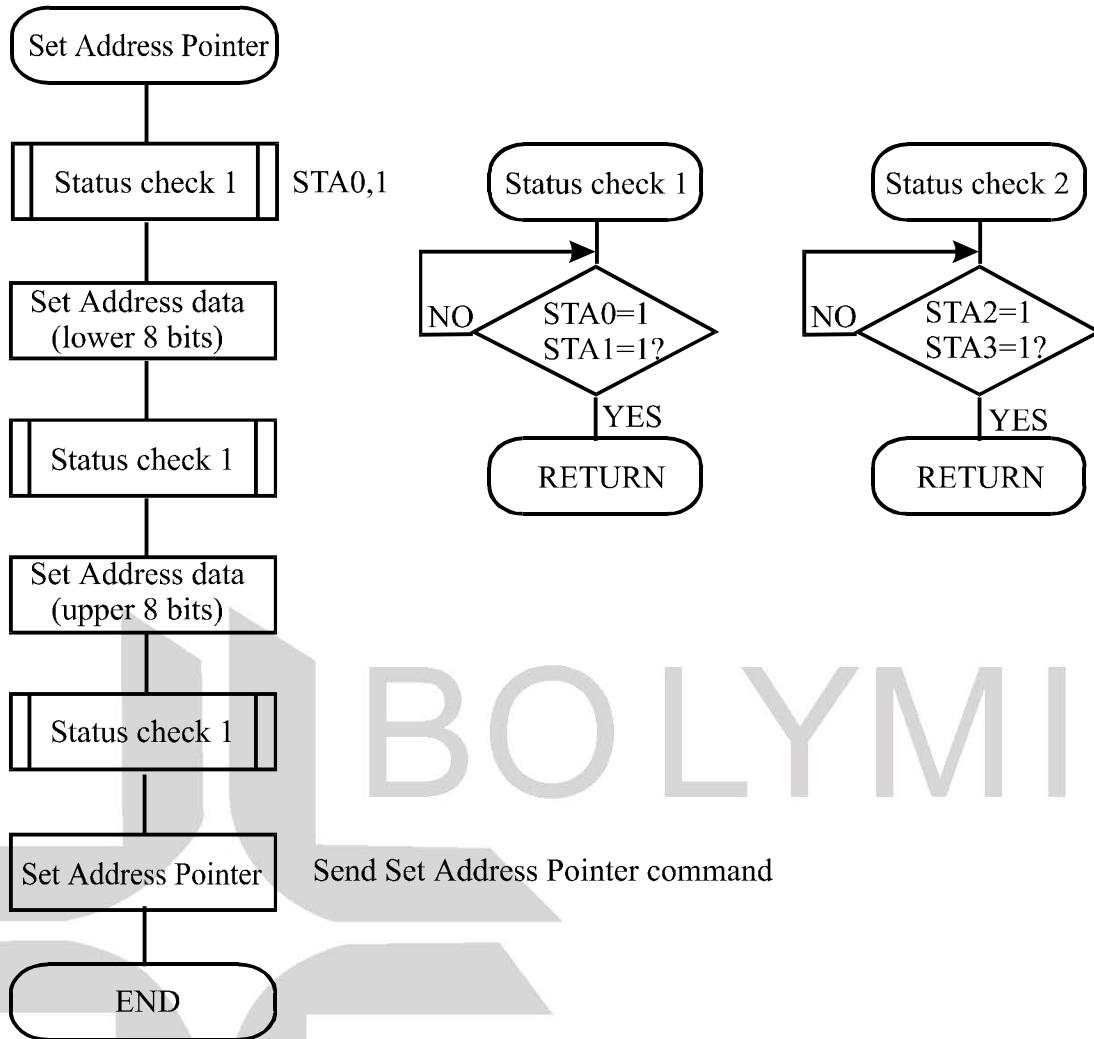 Set Address Pointer
Status check 1
STA0,1
Set Address data
(lower 8 bits)
Status check 1
Set Address data
(upper 8 bits)
Status check 1
Set Address Pointer
Send Set Address Pointer command
END
Status check 1
NO
STA0=1
STA1=1?
YES
RETURN
Status check 2
NO
STA2=1
STA3=1?
YES
RETURN
BOLYMI